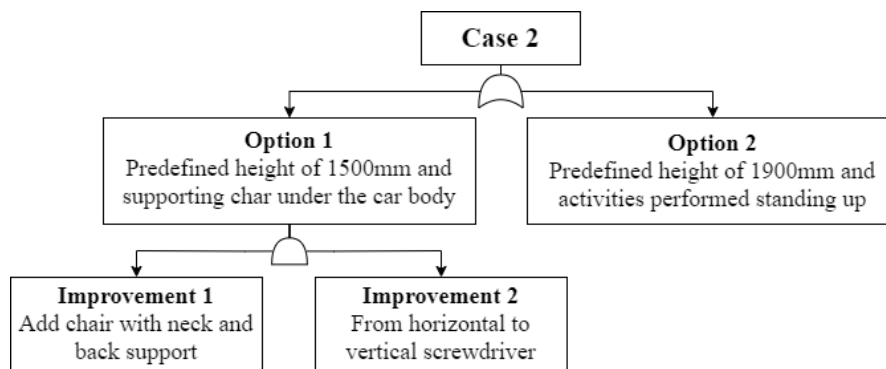 Case 2
Option 1
Predefined height of 1500mm and
supporting char under the car body
Option 2
Predefined height of 1900mm and
activities performed standing up
Improvement 1
Add chair with neck and
back support
Improvement 2
From horizontal to
vertical screwdriver